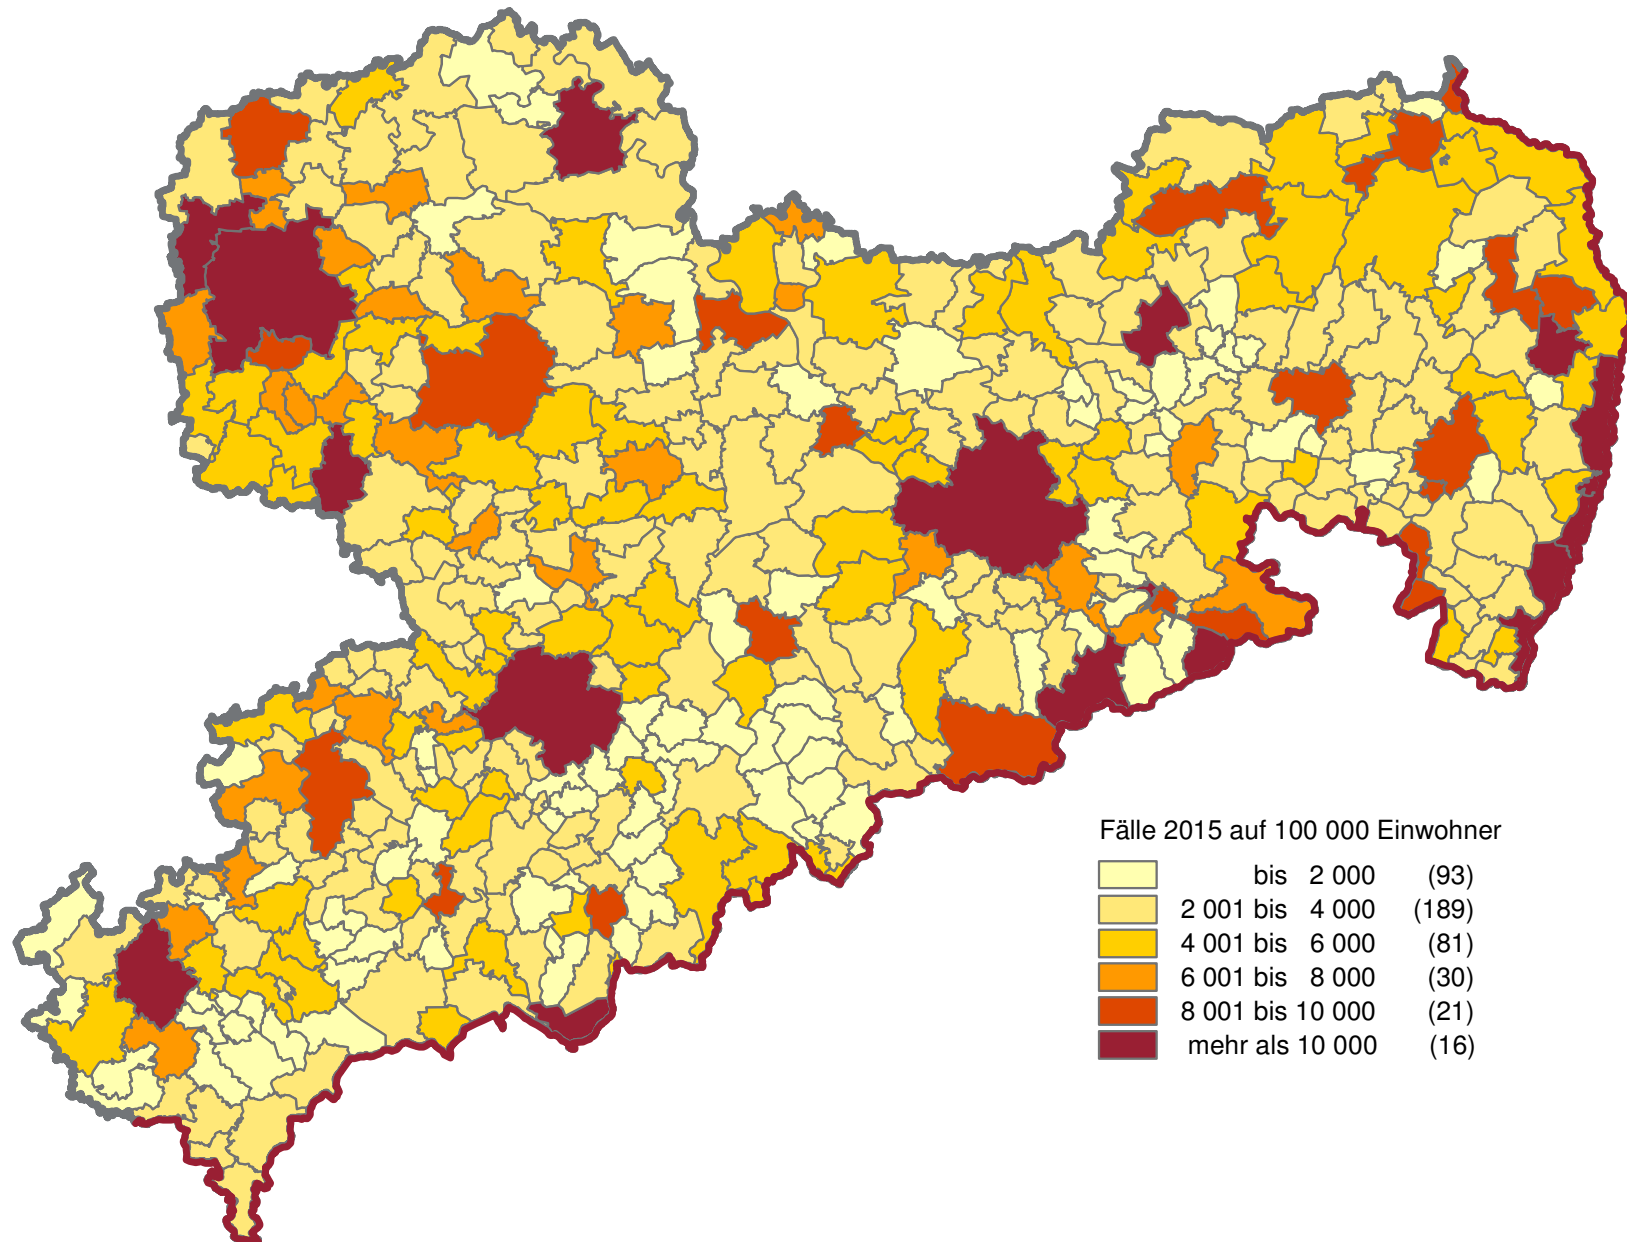 Fälle 2015 auf 100 000 Einwohner
bis 2 000 (93)
2 001 bis 4 000 (189)
4 001 bis 6 000 (81)
6 001 bis 8 000 (30)
8 001 bis 10 000 (21)
mehr als 10 000 (16)